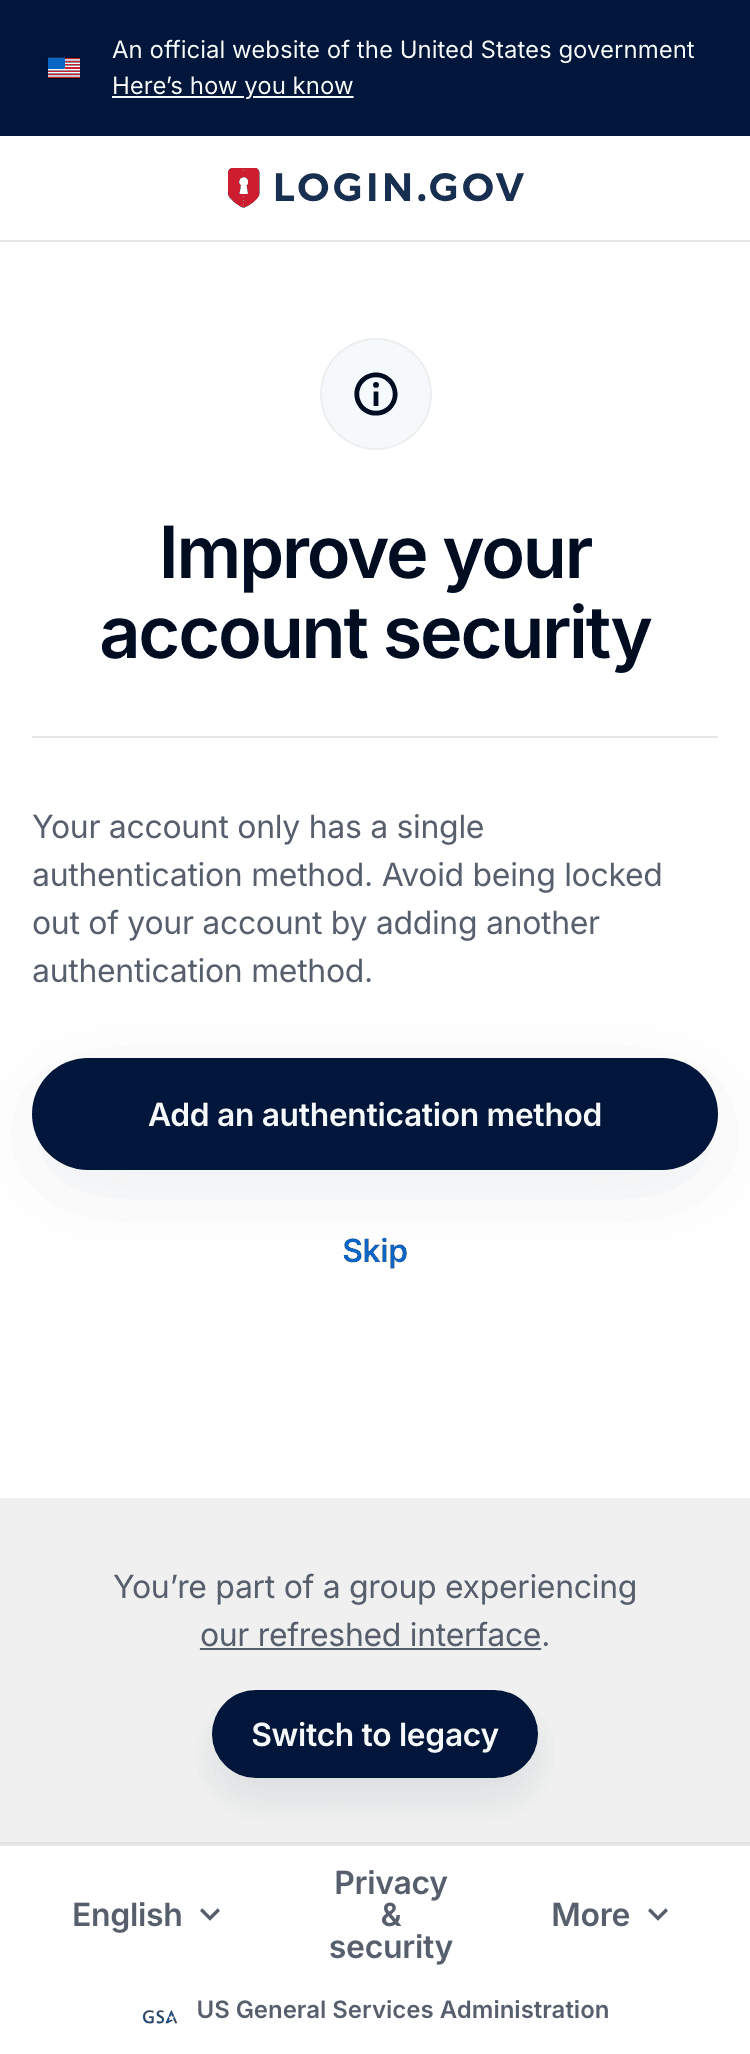 An official website of the United States government
Here’s how you know
LOGIN.GOV
Improve your
account security
Your account only has a single
authentication method. Avoid being locked
out of your account by adding another
authentication method.
Add an authentication method
Skip
You’re part of a group experiencing
our refreshed interface.
Switch to legacy
English
Privacy
&
security
More
GSA US General Services Administration